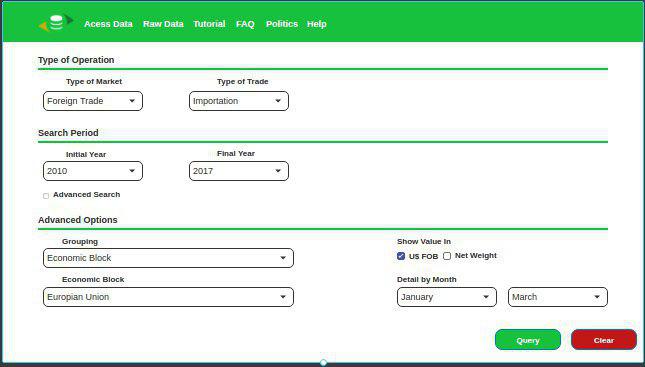 Acess Data Raw Data Tutorial FAQ Politics Help
Type of Operation
Type of Market Type of Trade
Foreign Trade Importation
Search Period
Initial Year Final Year
2010 2017
Advanced Search
Advanced Options
Grouping Show Value In
Economic Block U$ FOB Net Weight
Economic Block Detail by Month
Europian Union January March
Query Clear